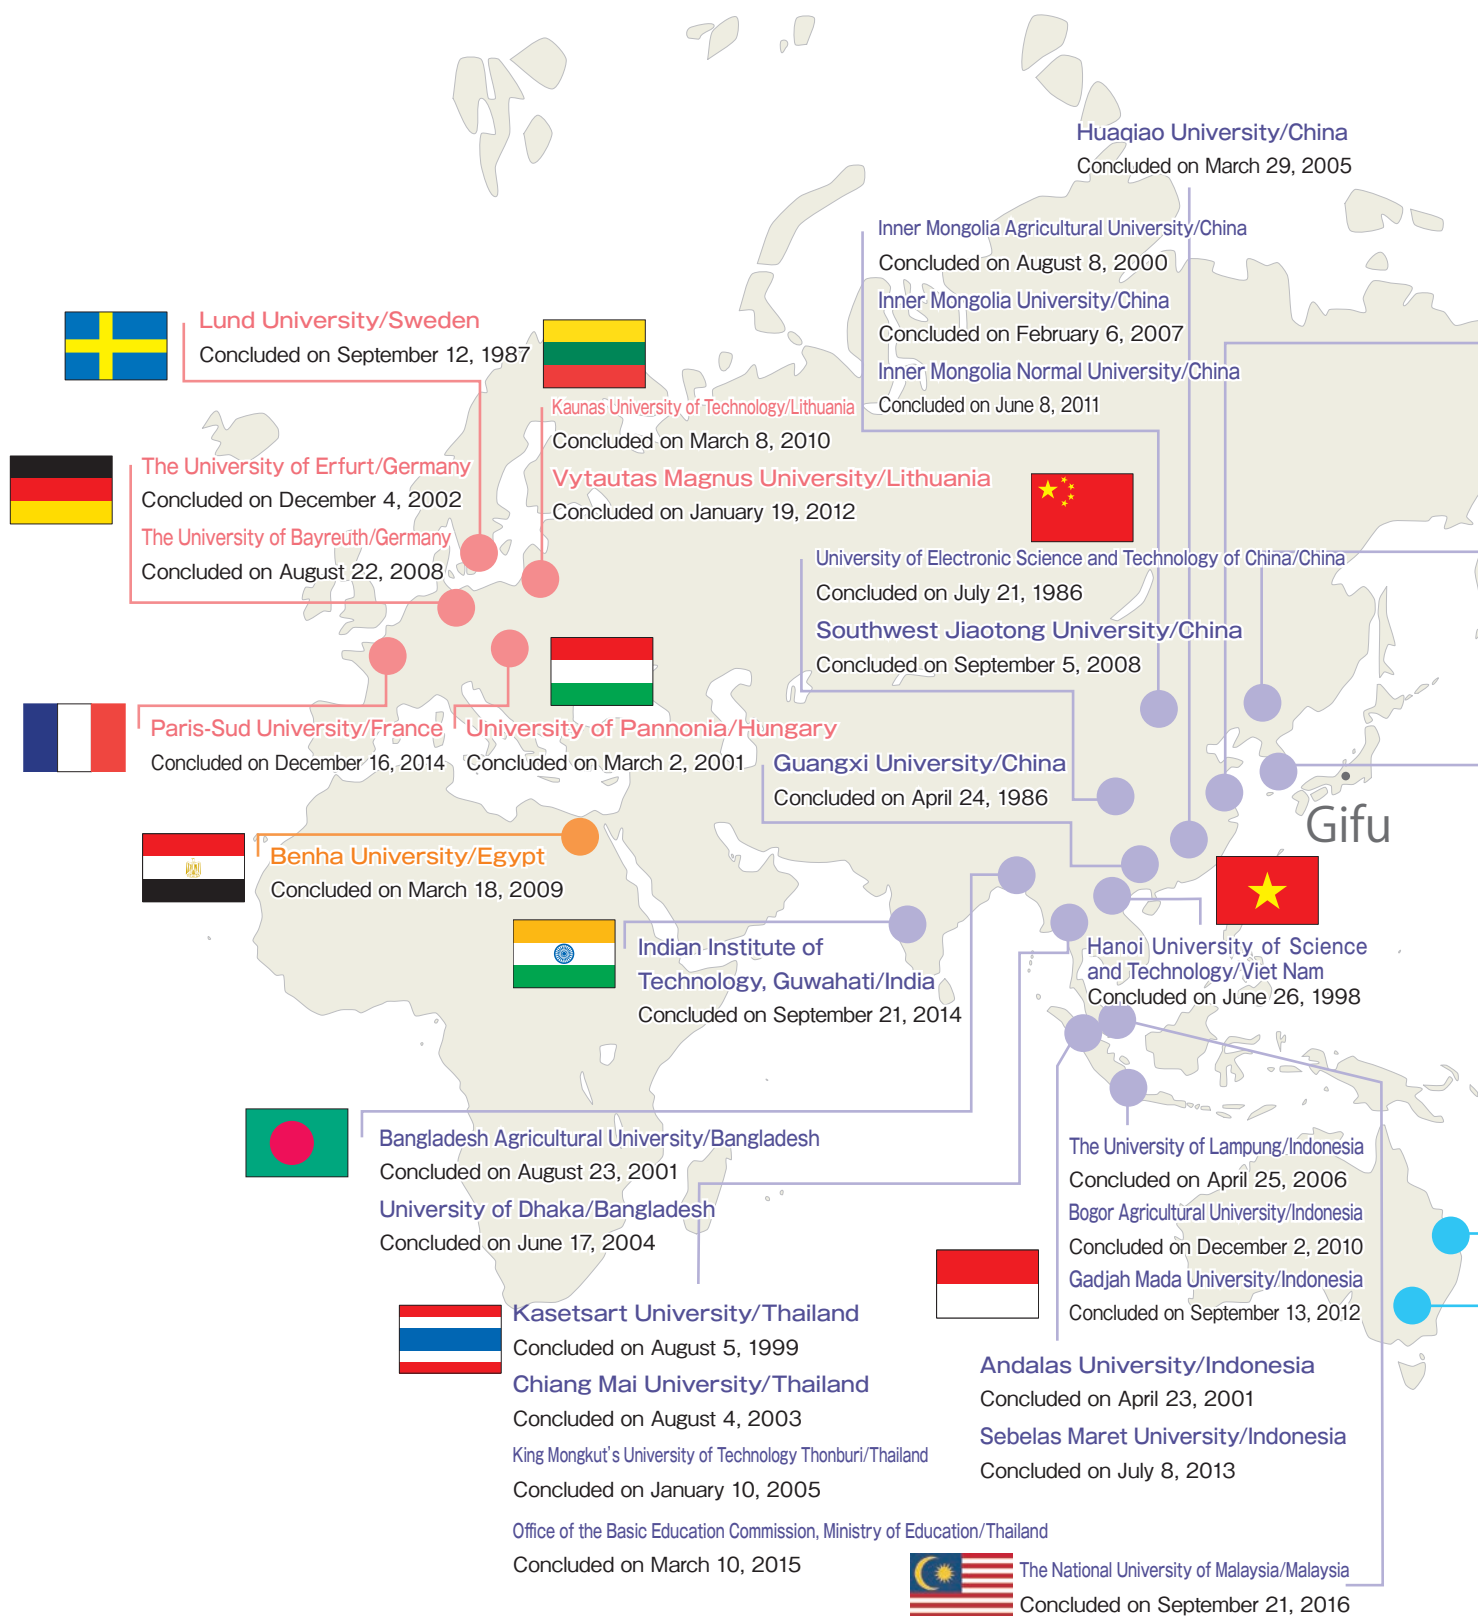 Huaqiao University/China
Concluded on March 29, 2005
Inner Mongolia Agricultural University/China
Concluded on August 8, 2000
Inner Mongolia University/China
Concluded on February 6, 2007
Inner Mongolia Normal University/China
Concluded on June 8, 2011
Lund University/Sweden
Concluded on September 12, 1987
Kaunas University of Technology/Lithuania
Concluded on March 8, 2010
Vytautas Magnus University/Lithuania
Concluded on January 19, 2012
The University of Erfurt/Germany
Concluded on December 4, 2002
The University of Bayreuth/Germany
Concluded on August 22, 2008
University of Electronic Science and Technology of China/China
Concluded on July 21, 1986
Southwest Jiaotong University/China
Concluded on September 5, 2008
Paris-Sud University/France
Concluded on December 16, 2014
University of Pannonia/Hungary
Concluded on March 2, 2001
Guangxi University/China
Concluded on April 24, 1986
Gifu
Benha University/Egypt
Concluded on March 18, 2009
Indian Institute of
Technology, Guwahati/India
Concluded on September 21, 2014
Hanoi University of Science
and Technology/Viet Nam
Concluded on June 26, 1998
Bangladesh Agricultural University/Bangladesh
Concluded on August 23, 2001
University of Dhaka/Bangladesh
Concluded on June 17, 2004
The University of Lampung/Indonesia
Concluded on April 25, 2006
Bogor Agricultural University/Indonesia
Concluded on December 2, 2010
Gadjah Mada University/Indonesia
Concluded on September 13, 2012
Kasetsart University/Thailand
Concluded on August 5, 1999
Chiang Mai University/Thailand
Concluded on August 4, 2003
King Mongkut's University of Technology Thonburi/Thailand
Concluded on January 10, 2005
Office of the Basic Education Commission, Ministry of Education/Thailand
Concluded on March 10, 2015
Andalas University/Indonesia
Concluded on April 23, 2001
Sebelas Maret University/Indonesia
Concluded on July 8, 2013
The National University of Malaysia/Malaysia
Concluded on September 21, 2016